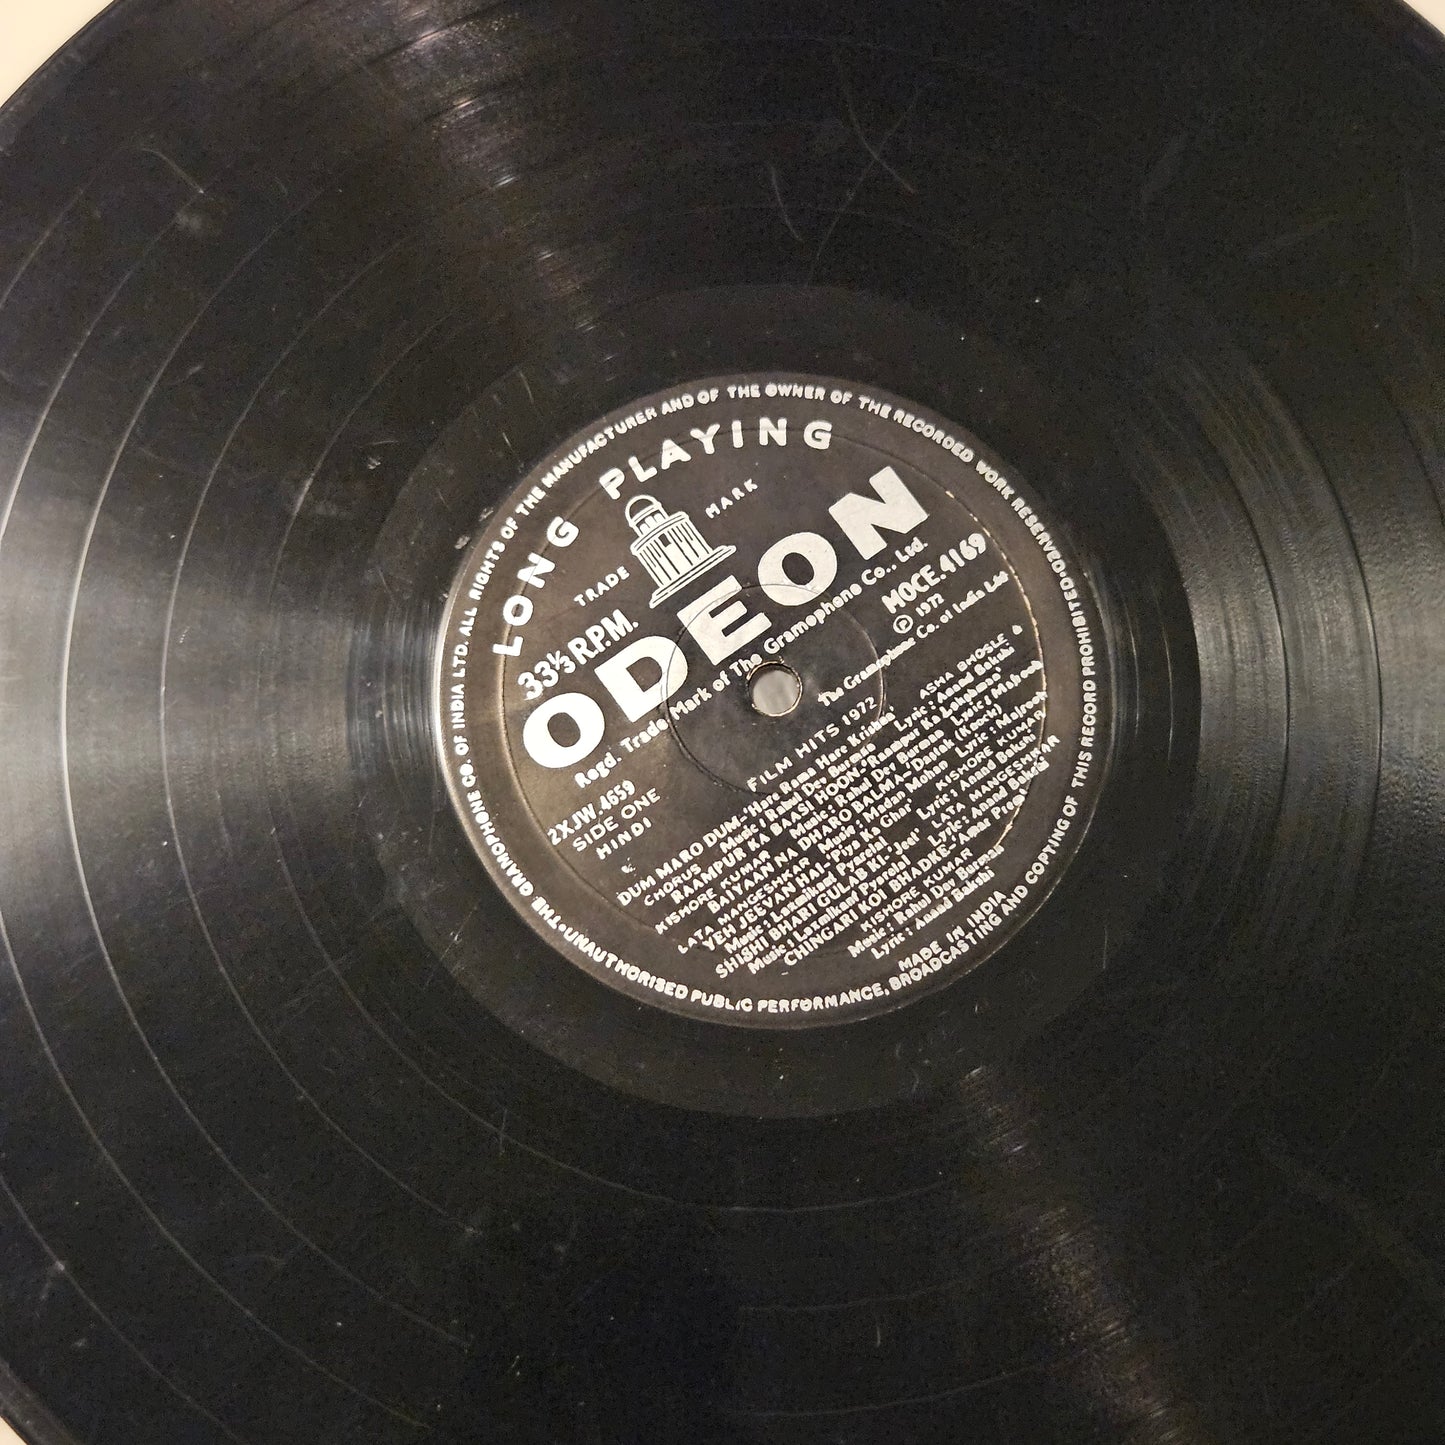 THE GRAMOPHONE CO. OF INDIA LTD. ALL RIGHTS OF THE MANUFACTURER AND OF THE OWNER OF THE RECORDED WORK RESERVED • UNAUTHORISED PUBLIC PERFORMANCE, BROADCASTING AND COPYING OF THIS RECORD PROHIBITED •
LONG PLAYING
TRADE MARK
33⅓ R.P.M.
ODEON
Regd. Trade Mark of The Gramophone Co., Ltd.
MOCE.4169
℗ 1972
The Gramophone Co. of India Ltd
2XJW.4659
SIDE ONE
HINDI
FILM HITS 1972
DUM MARO DUM-'Hare Rama Hare Krishna' ASHA BHOSLE &
CHORUS Music: Rahul Dev Burman Lyric: Anand Bakshi
RAAMPUR KA BAASI HOON-'Raampur Ka Lakshman'
KISHORE KUMAR Music: Rahul Dev Burman Lyric: Majrooh
BAIYAAN NA DHARO BALMA-'Dastak'
LATA MANGESHKAR Music: Madan Mohan Lyric: Majrooh
YEH JEEVAN HAI-'Piya Ka Ghar' KISHORE KUMAR
Music: Laxmikant Pyarelal Lyric: Anand Bakshi
SHISHI BHARI GULAB KI-'Jeet' LATA MANGESHKAR
Music: Laxmikant Pyarelal Lyric: Anand Bakshi
CHINGARI KOI BHADKE-'Amar Prem'
KISHORE KUMAR
Music: Rahul Dev Burman
Lyric: Anand Bakshi
MADE IN INDIA